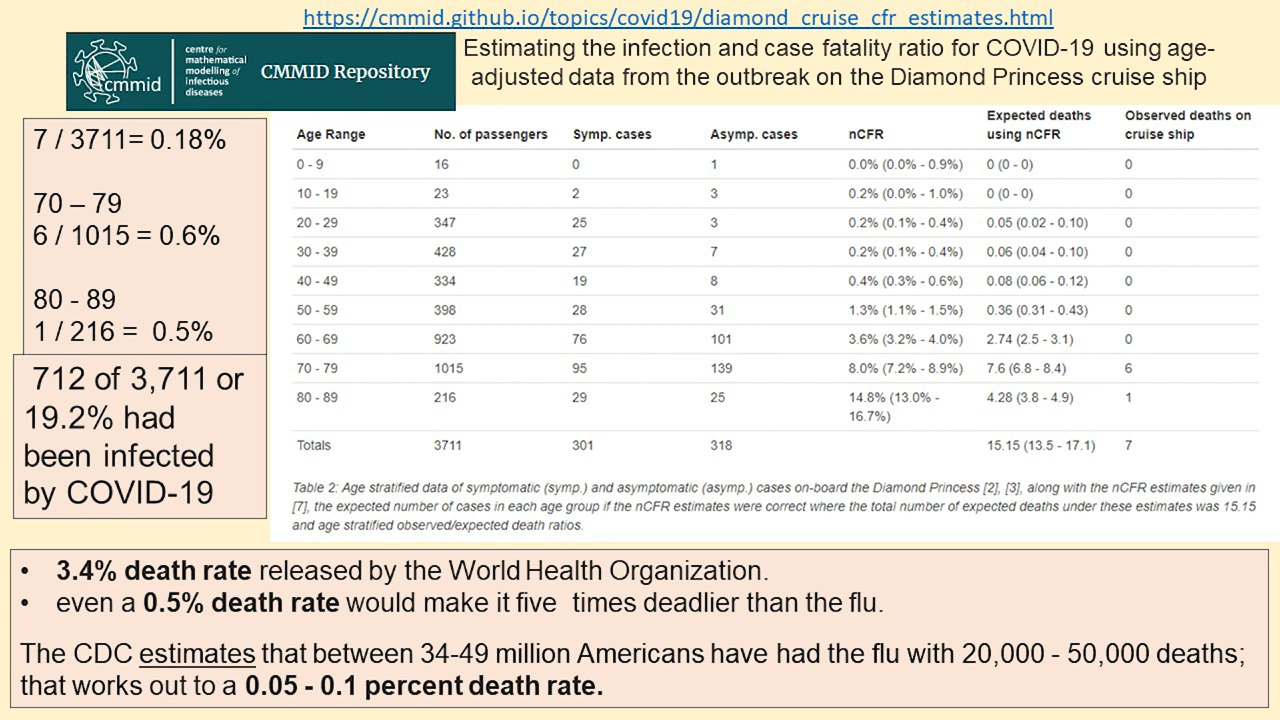 https://cmmid.github.io/topics/covid19/diamond_cruise_cfr_estimates.html
cmmid
centre for
mathematical
modelling of
infectious
diseases
CMMID Repository
Estimating the infection and case fatality ratio for COVID-19 using age-
adjusted data from the outbreak on the Diamond Princess cruise ship
7 / 3711= 0.18%
70 – 79
6 / 1015 = 0.6%
80 - 89
1 / 216 = 0.5%
712 of 3,711 or
19.2% had
been infected
by COVID-19
Age Range No. of passengers Symp. cases Asymp. cases nCFR Expected deaths using nCFR Observed deaths on cruise ship
0 - 9 16 0 1 0.0% (0.0% - 0.9%) 0 (0 - 0) 0
10 - 19 23 2 3 0.2% (0.0% - 1.0%) 0 (0 - 0) 0
20 - 29 347 25 3 0.2% (0.1% - 0.4%) 0.05 (0.02 - 0.10) 0
30 - 39 428 27 7 0.2% (0.1% - 0.4%) 0.06 (0.04 - 0.10) 0
40 - 49 334 19 8 0.4% (0.3% - 0.6%) 0.08 (0.06 - 0.12) 0
50 - 59 398 28 31 1.3% (1.1% - 1.5%) 0.36 (0.31 - 0.43) 0
60 - 69 923 76 101 3.6% (3.2% - 4.0%) 2.74 (2.5 - 3.1) 0
70 - 79 1015 95 139 8.0% (7.2% - 8.9%) 7.6 (6.8 - 8.4) 6
80 - 89 216 29 25 14.8% (13.0% - 16.7%) 4.28 (3.8 - 4.9) 1
Totals 3711 301 318 15.15 (13.5 - 17.1) 7
Table 2: Age stratified data of symptomatic (symp.) and asymptomatic (asymp.) cases on-board the Diamond Princess [2], [3], along with the nCFR estimates given in
[7], the expected number of cases in each age group if the nCFR estimates were correct where the total number of expected deaths under these estimates was 15.15
and age stratified observed/expected death ratios.
• 3.4% death rate released by the World Health Organization.
• even a 0.5% death rate would make it five times deadlier than the flu.
The CDC estimates that between 34-49 million Americans have had the flu with 20,000 - 50,000 deaths;
that works out to a 0.05 - 0.1 percent death rate.